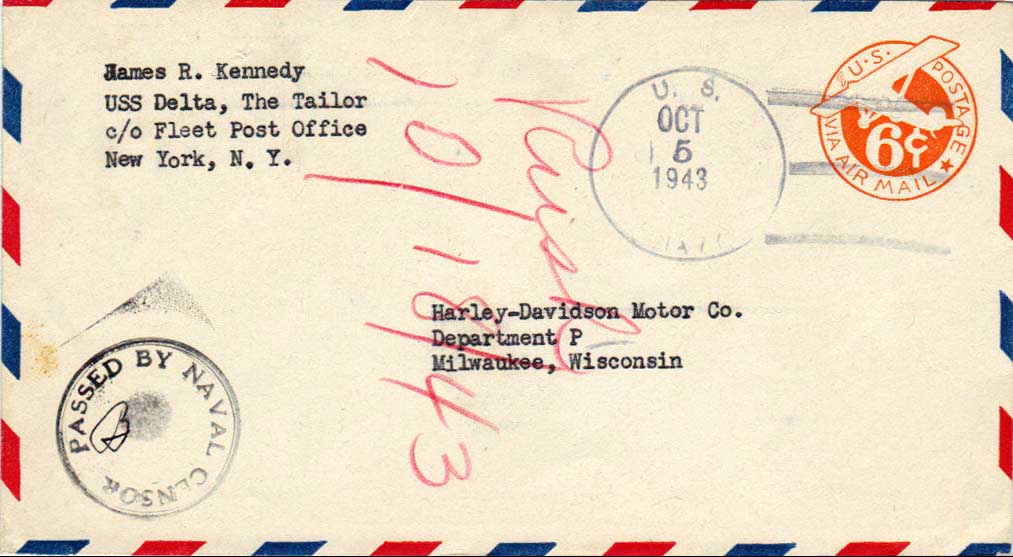 James R. Kennedy
USS Delta, The Tailor
c/o Fleet Post Office
New York, N. Y.
U. S.
OCT
5
1943
U.S. POSTAGE
6¢
VIA AIR MAIL
10/18/43
Harley-Davidson Motor Co.
Department P
Milwaukee, Wisconsin
PASSED BY NAVAL CENSOR